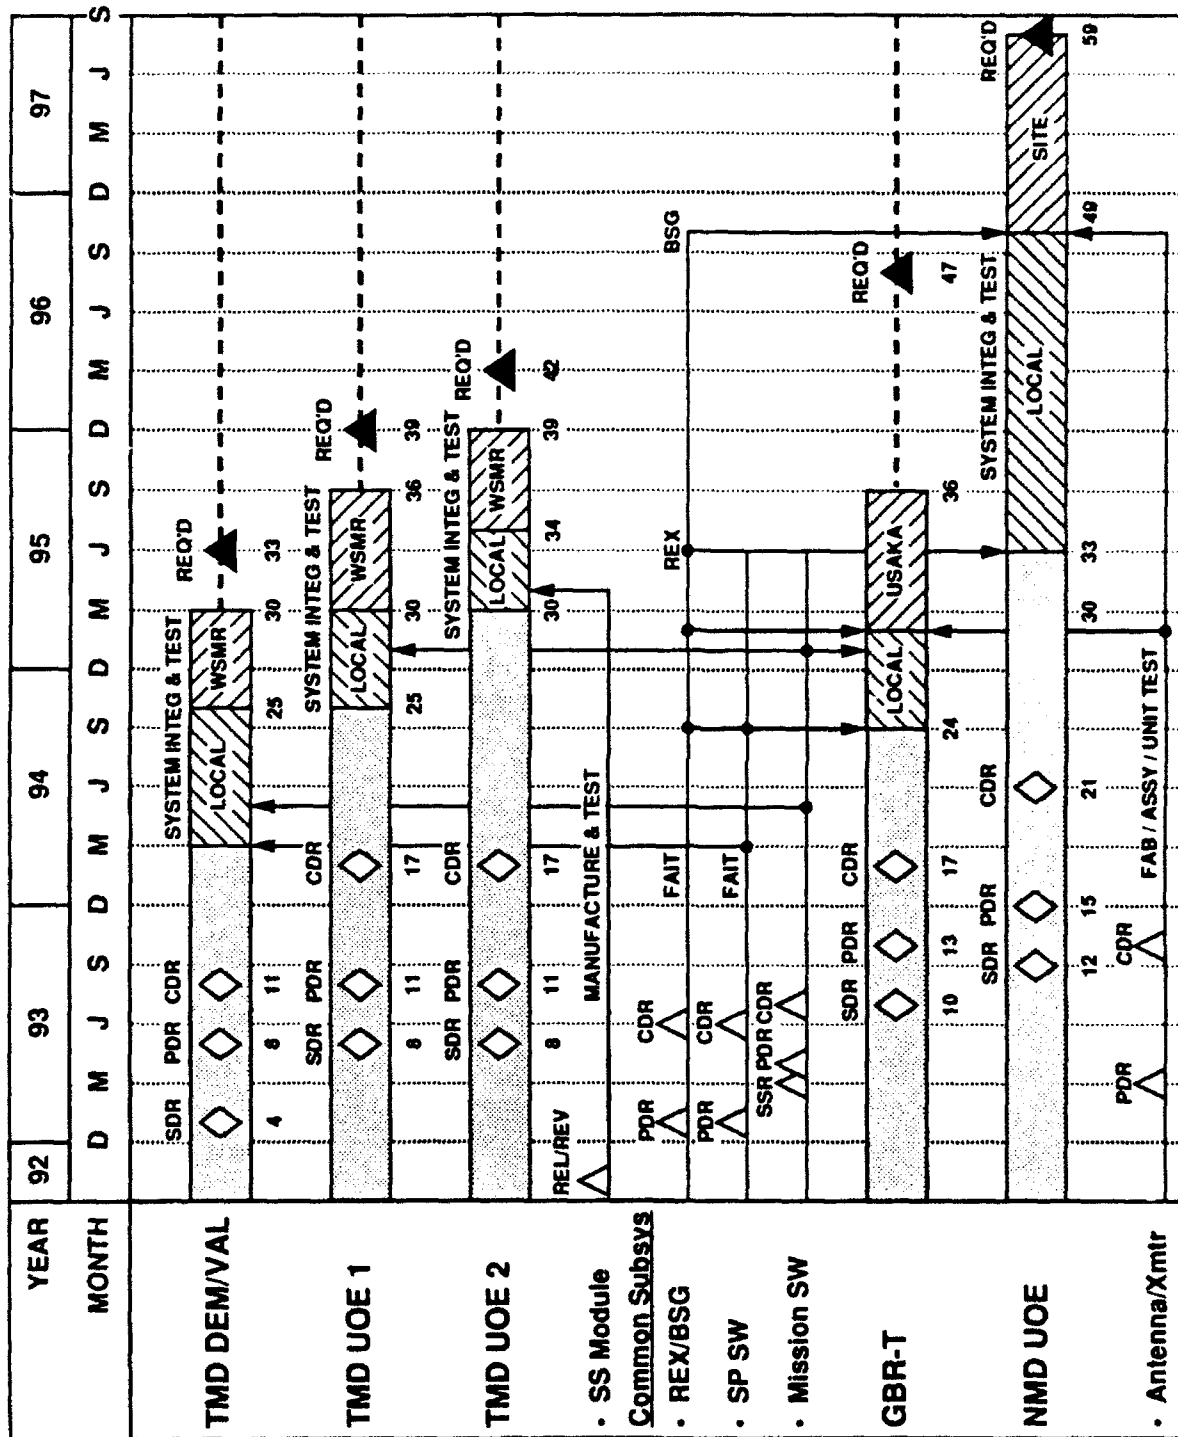 YEAR 92 93 94 95 96 97
MONTH D M J S D M J S D M J S D M J S D M J S
TMD DEM/VAL
SYSTEM INTEG & TEST REQ'D
SDR PDR CDR LOCAL WSMR
4 8 11 25 30 33
TMD UOE 1
SYSTEM INTEG & TEST REQ'D
SDR PDR CDR LOCAL WSMR
8 11 17 25 30 36 39
TMD UOE 2
SYSTEM INTEG & TEST REQ'D
SDR PDR CDR LOCAL WSMR
8 11 17 30 34 39 42
• SS Module REL/REV MANUFACTURE & TEST
Common Subsys
• REX/BSG PDR CDR FAIT REX BSG
• SP SW PDR CDR FAIT
• Mission SW SSR PDR CDR
GBR-T
SDR PDR CDR LOCAL USAKA REQ'D
10 13 17 24 36 47
NMD UOE
SYSTEM INTEG & TEST REQ'D
SDR PDR CDR LOCAL SITE
12 15 21 30 33 49 59
• Antenna/Xmtr PDR CDR FAB / ASSY / UNIT TEST